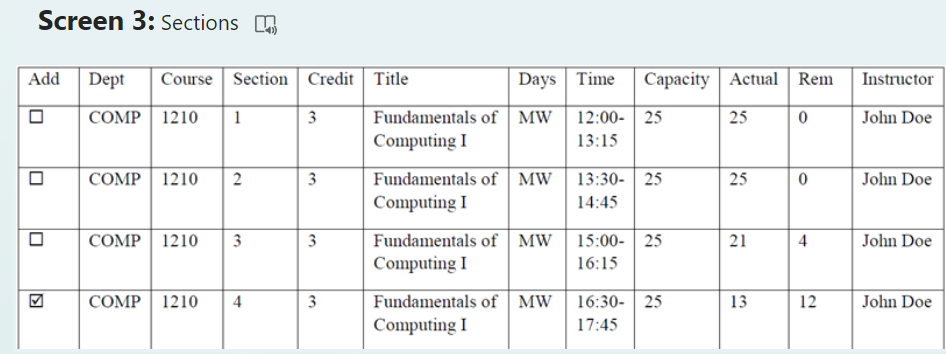 Screen 3: Sections
Add Dept Course Section Credit Title Days Time Capacity Actual Rem Instructor
COMP 1210 1 3 Fundamentals of MW 12:00- 25 25 0 John Doe
Computing I 13:15
COMP 1210 2 3 Fundamentals of MW 13:30- 25 25 0 John Doe
Computing I 14:45
COMP 1210 3 3 Fundamentals of MW 15:00- 25 21 4 John Doe
Computing I 16:15
COMP 1210 4 3 Fundamentals of MW 16:30- 25 13 12 John Doe
Computing I 17:45